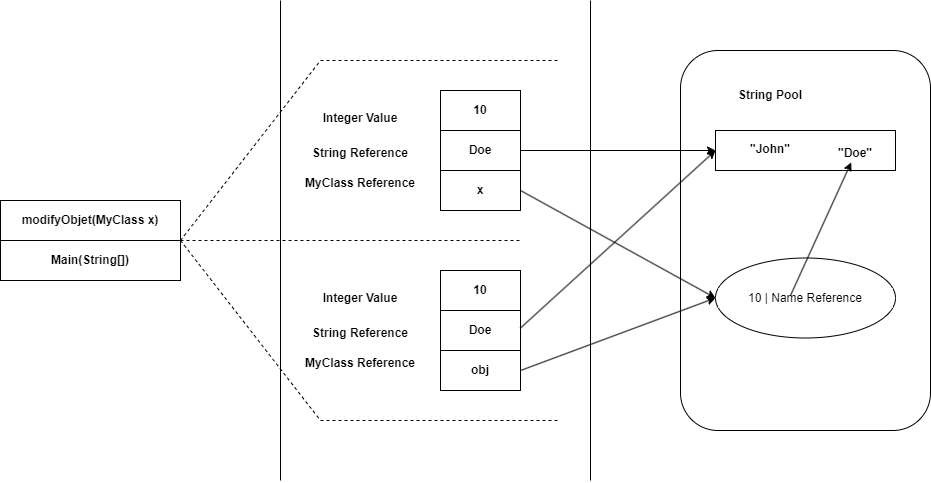 modifyObjet(MyClass x)
Main(String[])
Integer Value
10
String Reference
Doe
MyClass Reference
x
Integer Value
10
String Reference
Doe
MyClass Reference
obj
String Pool
"John" "Doe"
10 | Name Reference